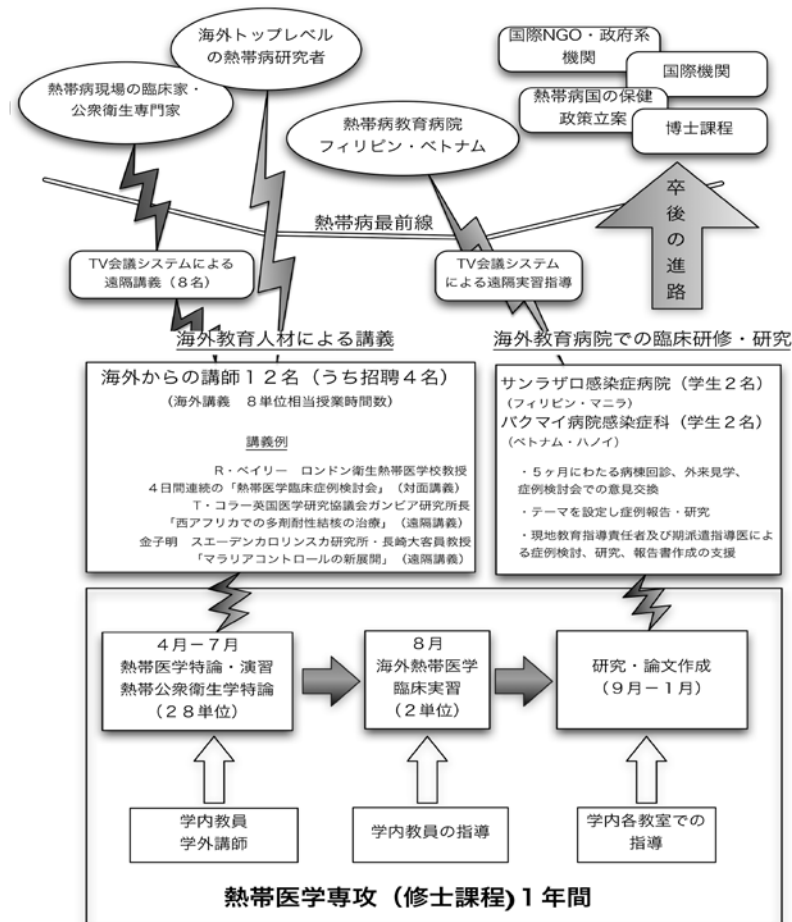 海外トップレベル
の熱帯病研究者
熱帯病現場の臨床家・
公衆衛生専門家
国際NGO・政府系
機関
国際機関
熱帯病国の保健
政策立案
博士課程
熱帯病教育病院
フィリピン・ベトナム
卒後の進路
熱帯病最前線
TV会議システムによる
遠隔講義（８名）
TV会議システム
による遠隔実習指導
海外教育人材による講義
海外からの講師１２名（うち招聘４名）
（海外講義　８単位相当授業時間数）
講義例
R・ベイリー　ロンドン衛生熱帯医学校教授
４日間連続の「熱帯医学臨床症例検討会」（対面講義）
T・コラー英国医学研究協議会ガンビア研究所長
「西アフリカでの多剤耐性結核の治療」（遠隔講義）
金子明　スエーデンカロリンスカ研究所・長崎大客員教授
「マラリアコントロールの新展開」（遠隔講義）
海外教育病院での臨床研修・研究
サンラザロ感染症病院（学生２名）
（フィリピン・マニラ）
バクマイ病院感染症科（学生２名）
（ベトナム・ハノイ）
・５ヶ月にわたる病棟回診、外来見学、
症例検討会での意見交換
・テーマを設定し症例報告・研究
・現地教育指導責任者及び期派遣指導医によ
る症例検討、研究、報告書作成の支援
４月－７月
熱帯医学特論・演習
熱帯公衆衛生学特論
（２８単位）
８月
海外熱帯医学
臨床実習
（２単位）
研究・論文作成
（９月－１月）
学内教員
学外講師
学内教員の指導
学内各教室での
指導
熱帯医学専攻（修士課程）１年間